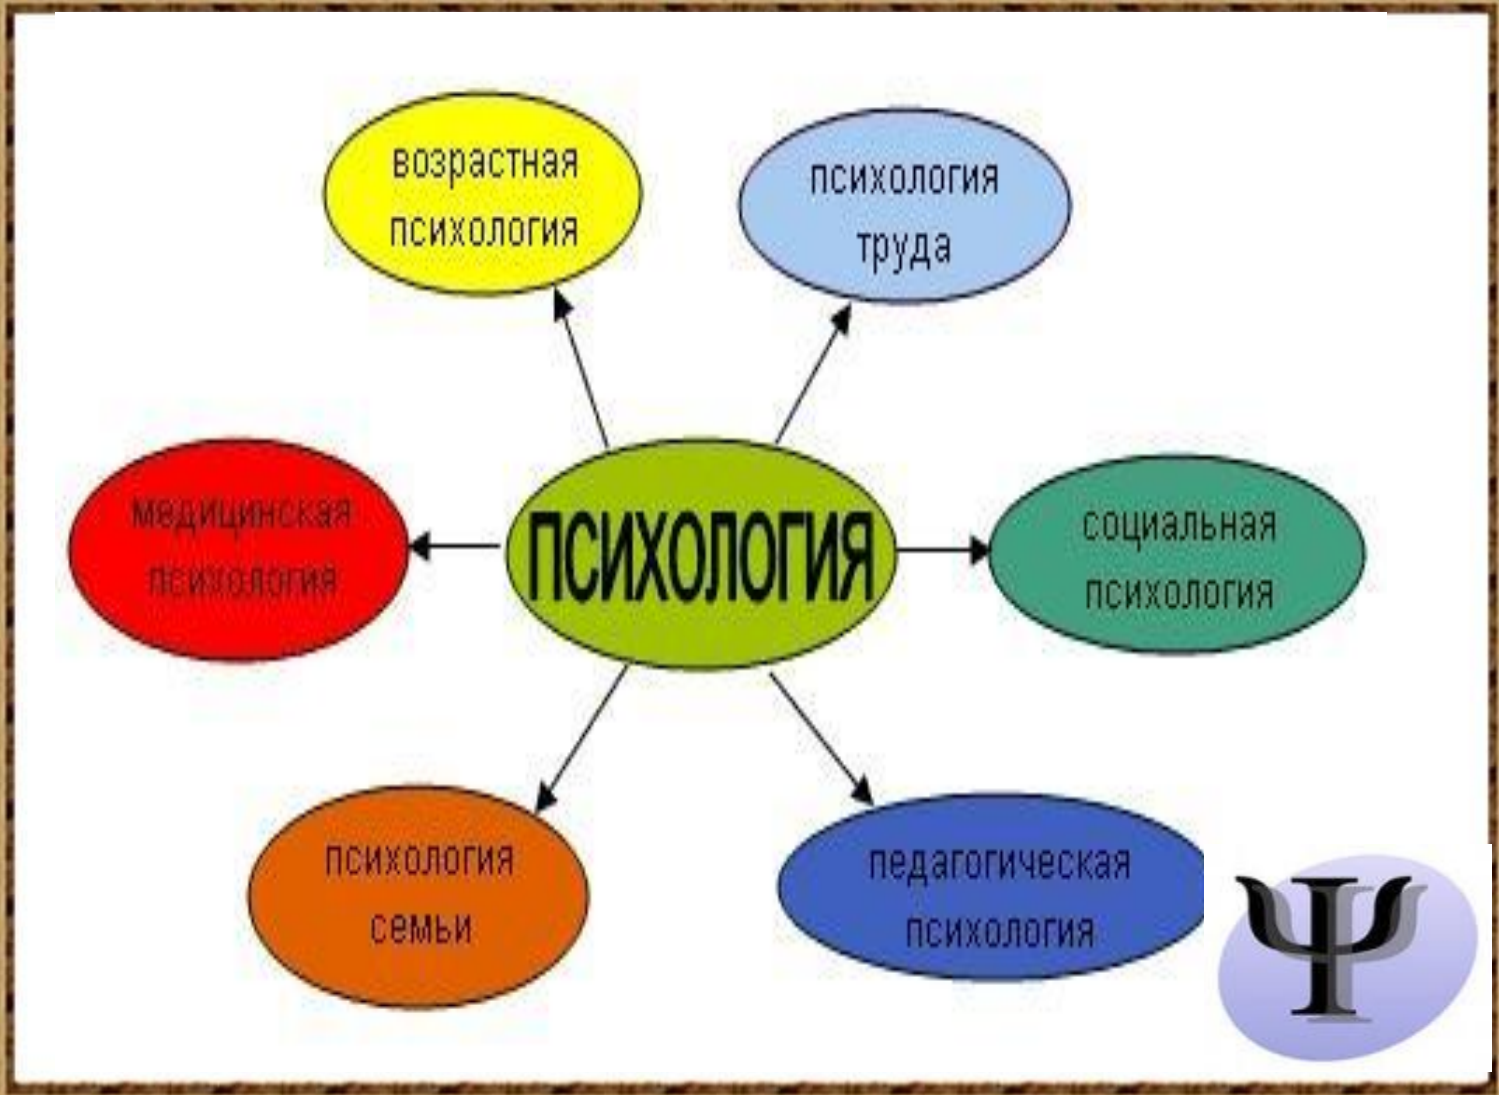 возрастная
психология
психология
труда
медицинская
психология
ПСИХОЛОГИЯ
социальная
психология
психология
семьи
педагогическая
психология
Ψ